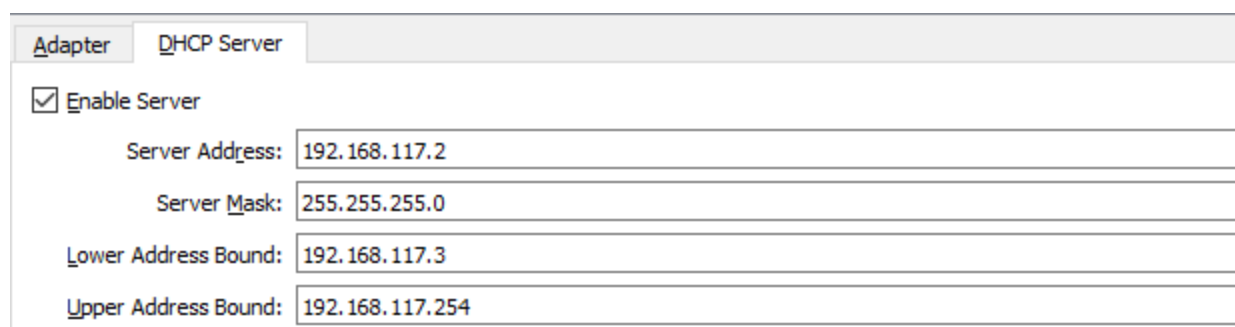 Adapter DHCP Server
Enable Server
Server Address: 192.168.117.2
Server Mask: 255.255.255.0
Lower Address Bound: 192.168.117.3
Upper Address Bound: 192.168.117.254